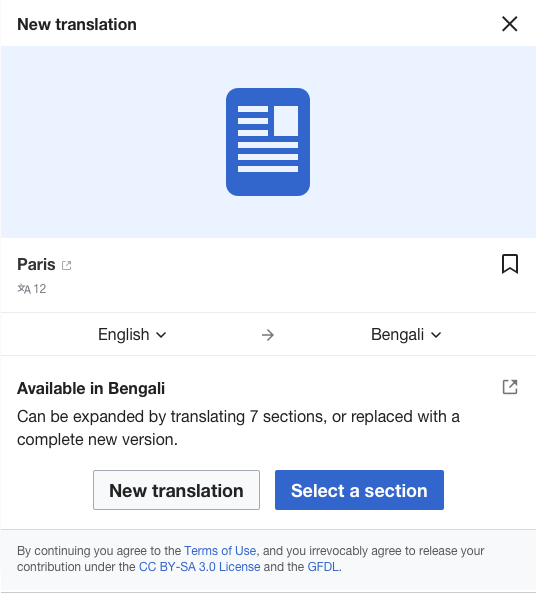 New translation
Paris
12
English → Bengali
Available in Bengali
Can be expanded by translating 7 sections, or replaced with a
complete new version.
New translation Select a section
By continuing you agree to the Terms of Use, and you irrevocably agree to release your
contribution under the CC BY-SA 3.0 License and the GFDL.